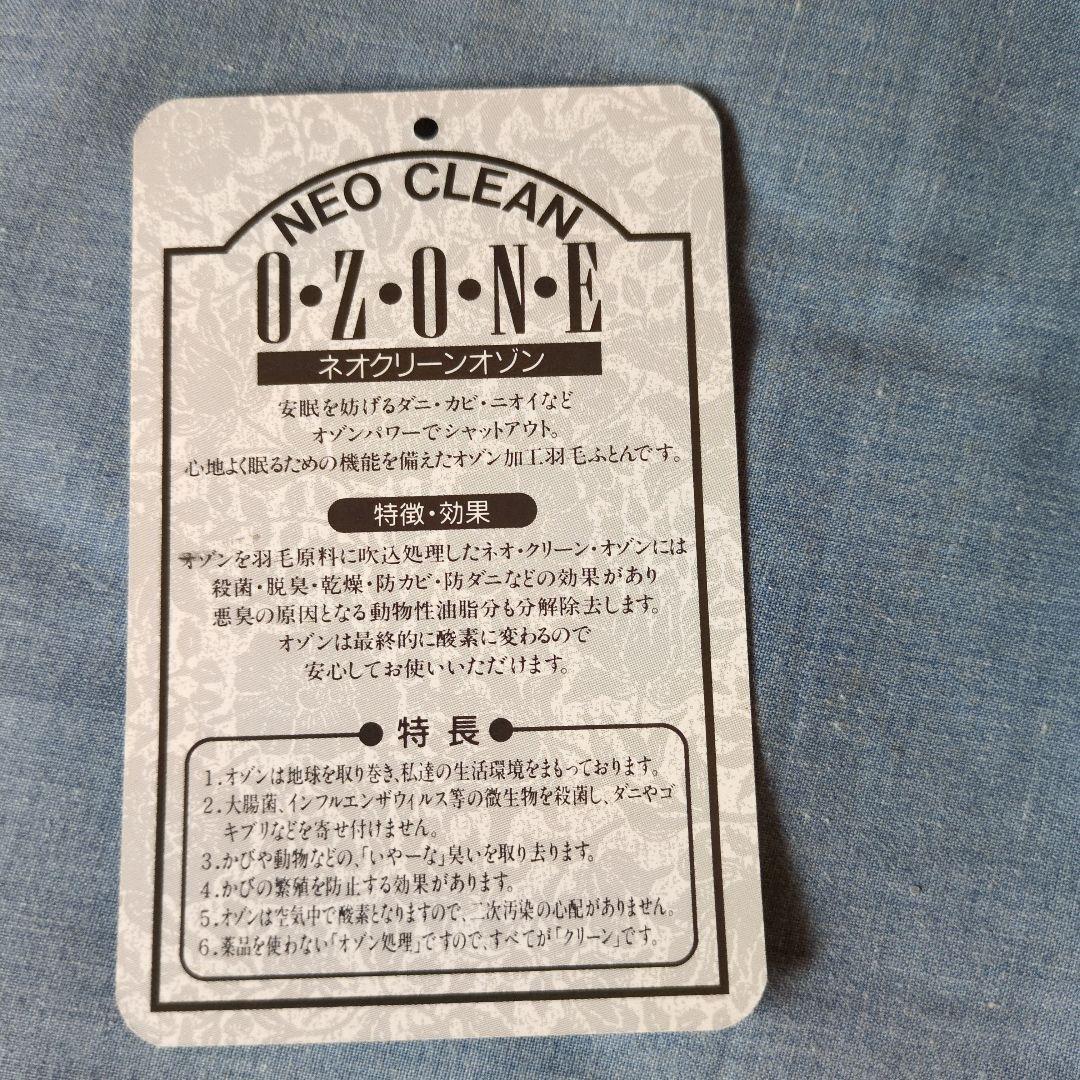 NEO CLEAN
O・Z・O・N・E
ネオクリーンオゾン
安眠を妨げるダニ・カビ・ニオイなど
オゾンパワーでシャットアウト。
心地よく眠るための機能を備えたオゾン加工羽毛ふとんです。
特徴・効果
オゾンを羽毛原料に吹込処理したネオ・クリーン・オゾンには
殺菌・脱臭・乾燥・防カビ・防ダニなどの効果があり
悪臭の原因となる動物性油脂分も分解除去します。
オゾンは最終的に酸素に変わるので
安心してお使いいただけます。
特長
1.オゾンは地球を取り巻き、私達の生活環境をまもっております。
2.大腸菌、インフルエンザウィルス等の微生物を殺菌し、ダニやゴ
キブリなどを寄せ付けません。
3.かびや動物などの、「いやーな」臭いを取り去ります。
4.かびの繁殖を防止する効果があります。
5.オゾンは空気中で酸素となりますので、二次汚染の心配がありません。
6.薬品を使わない「オゾン処理」ですので、すべてが「クリーン」です。